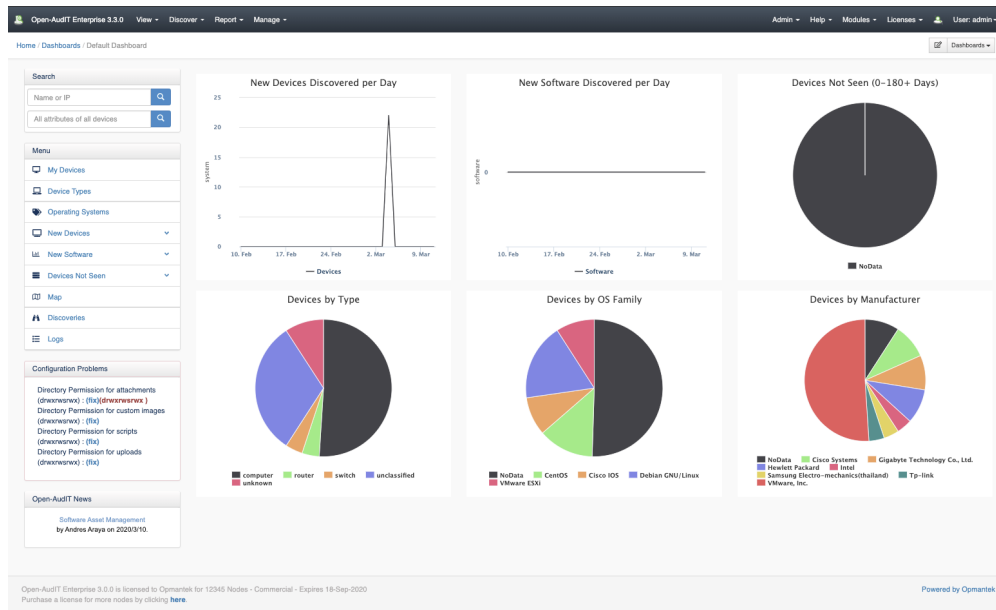 Open-AudIT Enterprise 3.3.0 View Discover Report Manage Admin Help Modules Licenses User: admin
Home / Dashboards / Default Dashboard
Dashboards
Search
Name or IP
All attributes of all devices
Menu
My Devices
Device Types
Operating Systems
New Devices
New Software
Devices Not Seen
Map
Discoveries
Logs
Configuration Problems
Directory Permission for attachments
(drwxrwsrwx) : (fix)(drwxrwsrwx )
Directory Permission for custom images
(drwxrwsrwx) : (fix)
Directory Permission for scripts
(drwxrwsrwx) : (fix)
Directory Permission for uploads
(drwxrwsrwx) : (fix)
Open-AudIT News
Software Asset Management
by Andres Araya on 2020/3/10.
New Devices Discovered per Day
25
20
15
10
5
0
system
10. Feb 17. Feb 24. Feb 2. Mar 9. Mar
Devices
New Software Discovered per Day
software
0
10. Feb 17. Feb 24. Feb 2. Mar 9. Mar
Software
Devices Not Seen (0-180+ Days)
NoData
Devices by Type
computer router switch unclassified
unknown
Devices by OS Family
NoData CentOS Cisco IOS Debian GNU/Linux
VMware ESXi
Devices by Manufacturer
NoData Cisco Systems Gigabyte Technology Co., Ltd.
Hewlett Packard Intel
Samsung Electro-mechanics(thailand) Tp-link
VMware, Inc.
Open-AudIT Enterprise 3.0.0 is licensed to Opmantek for 12345 Nodes - Commercial - Expires 18-Sep-2020
Purchase a license for more nodes by clicking here.
Powered by Opmantek